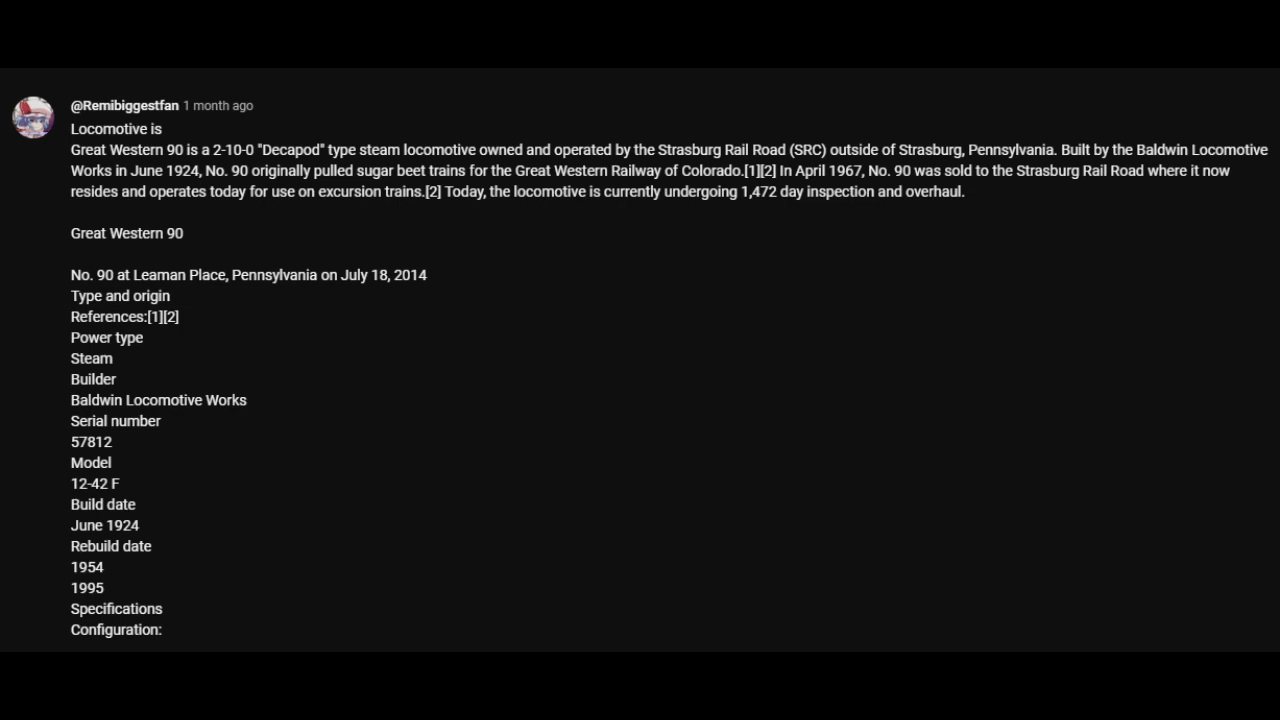 @Remibiggestfan 1 month ago
Locomotive is
Great Western 90 is a 2-10-0 "Decapod" type steam locomotive owned and operated by the Strasburg Rail Road (SRC) outside of Strasburg, Pennsylvania. Built by the Baldwin Locomotive
Works in June 1924, No. 90 originally pulled sugar beet trains for the Great Western Railway of Colorado.[1][2] In April 1967, No. 90 was sold to the Strasburg Rail Road where it now
resides and operates today for use on excursion trains.[2] Today, the locomotive is currently undergoing 1,472 day inspection and overhaul.
Great Western 90
No. 90 at Leaman Place, Pennsylvania on July 18, 2014
Type and origin
References:[1][2]
Power type
Steam
Builder
Baldwin Locomotive Works
Serial number
57812
Model
12-42 F
Build date
June 1924
Rebuild date
1954
1995
Specifications
Configuration: